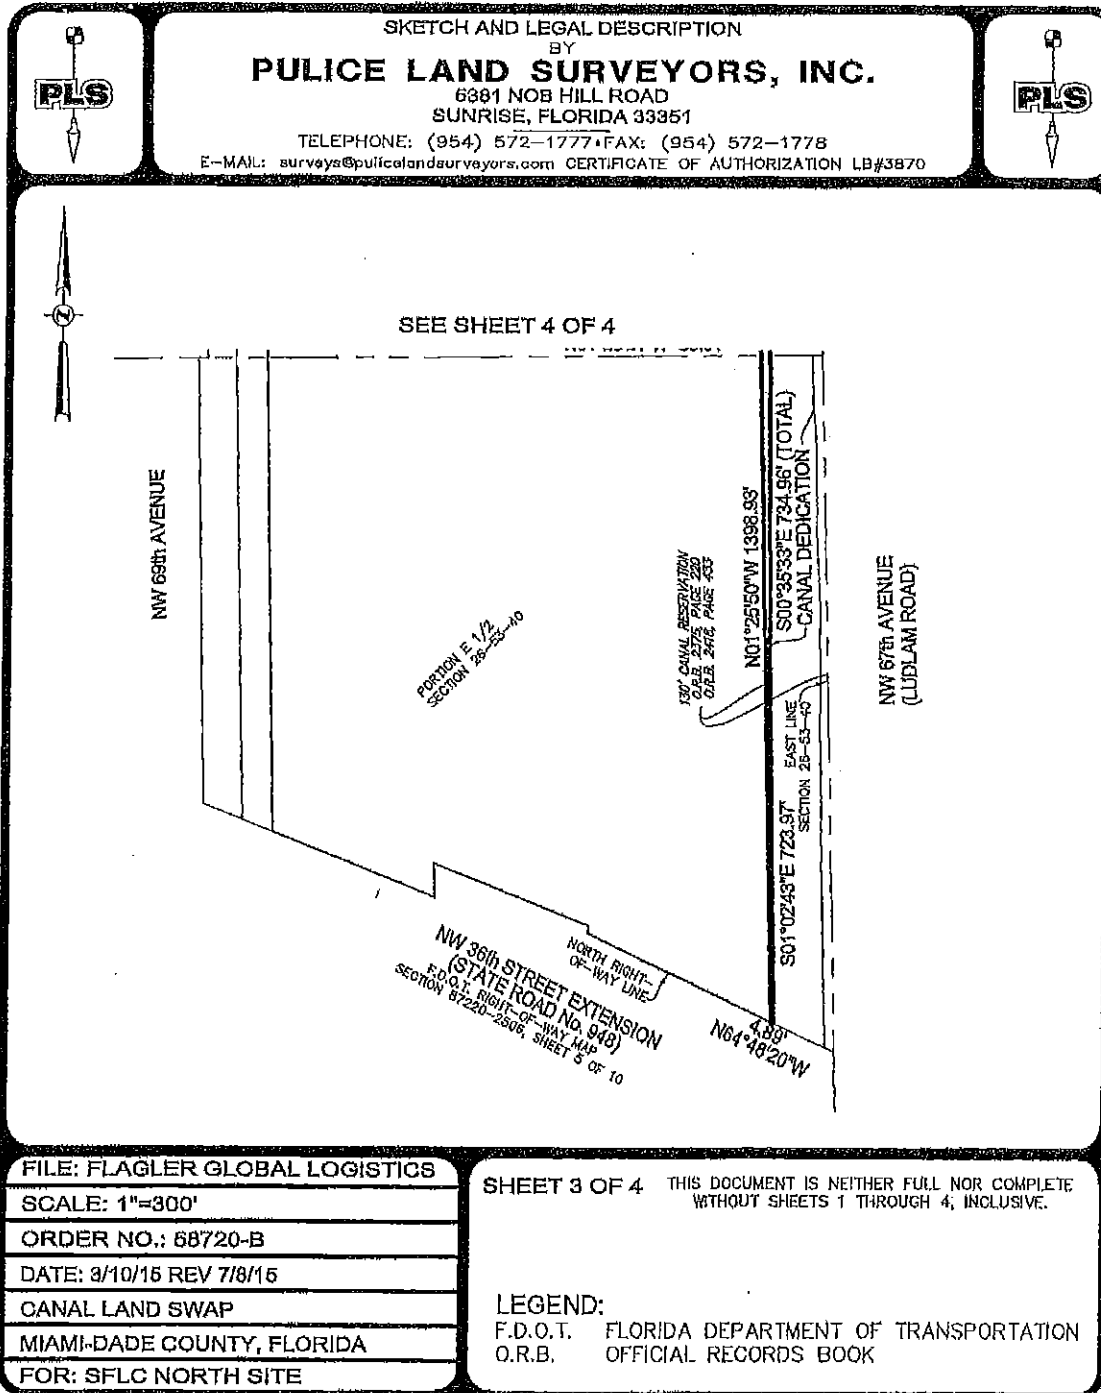 SKETCH AND LEGAL DESCRIPTION
BY
PULICE LAND SURVEYORS, INC.
6381 NOB HILL ROAD
SUNRISE, FLORIDA 33351
TELEPHONE: (954) 572-1777•FAX: (954) 572-1778
E-MAIL: surveys@pulicelandsurveyors.com CERTIFICATE OF AUTHORIZATION LB#3870
PLS
PLS
Z
SEE SHEET 4 OF 4
NW 69th AVENUE
PORTION E 1/2
SECTION 26-53-40
130' CANAL RESERVATION
O.R.B. 2375, PAGE 220
O.R.B. 2416, PAGE 433
N01°25'50"W 1398.93'
S00°35'33"E 734.96' (TOTAL)
CANAL DEDICATION
NW 67th AVENUE
(LUDLAM ROAD)
EAST LINE
SECTION 26-53-40
S01°02'43"E 723.97'
NW 36th STREET EXTENSION
(STATE ROAD No. 948)
F.D.O.T. RIGHT-OF-WAY MAP
SECTION 87220-2506, SHEET 5 OF 10
NORTH RIGHT-
OF-WAY LINE
4.89'
N64°48'20"W
FILE: FLAGLER GLOBAL LOGISTICS
SCALE: 1"=300'
ORDER NO.: 58720-B
DATE: 3/10/15 REV 7/8/15
CANAL LAND SWAP
MIAMI-DADE COUNTY, FLORIDA
FOR: SFLC NORTH SITE
SHEET 3 OF 4
THIS DOCUMENT IS NEITHER FULL NOR COMPLETE
WITHOUT SHEETS 1 THROUGH 4, INCLUSIVE.
LEGEND:
F.D.O.T. FLORIDA DEPARTMENT OF TRANSPORTATION
O.R.B. OFFICIAL RECORDS BOOK